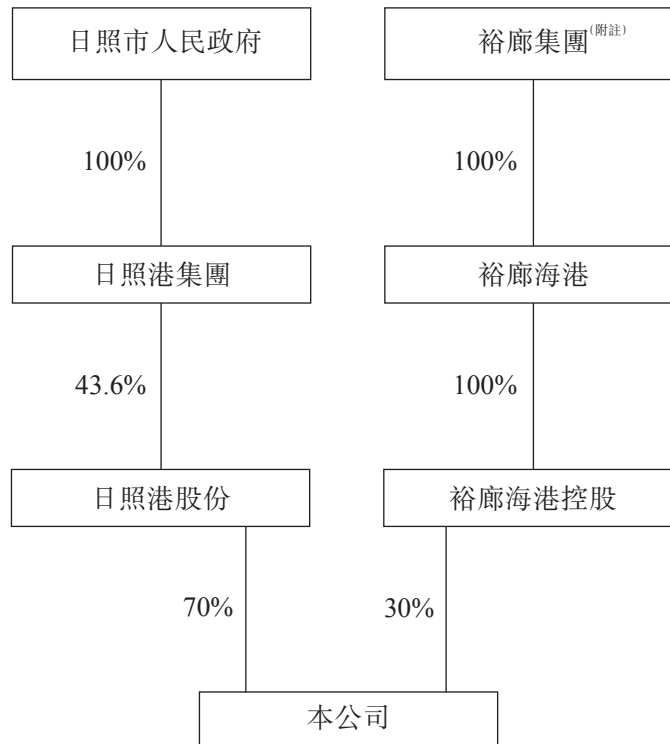 日照市人民政府
裕廊集團(附註)
100%
100%
日照港集團
裕廊海港
43.6%
100%
日照港股份
裕廊海港控股
70%
30%
本公司